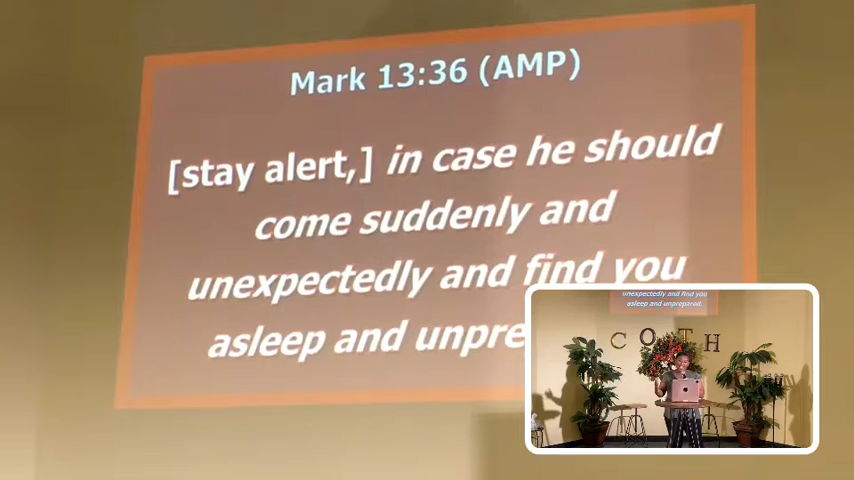 Mark 13:36 (AMP)
[stay alert,] in case he should
come suddenly and
unexpectedly and find you
asleep and unpre
unexpectedly and find you
asleep and unprepared.
C O T H